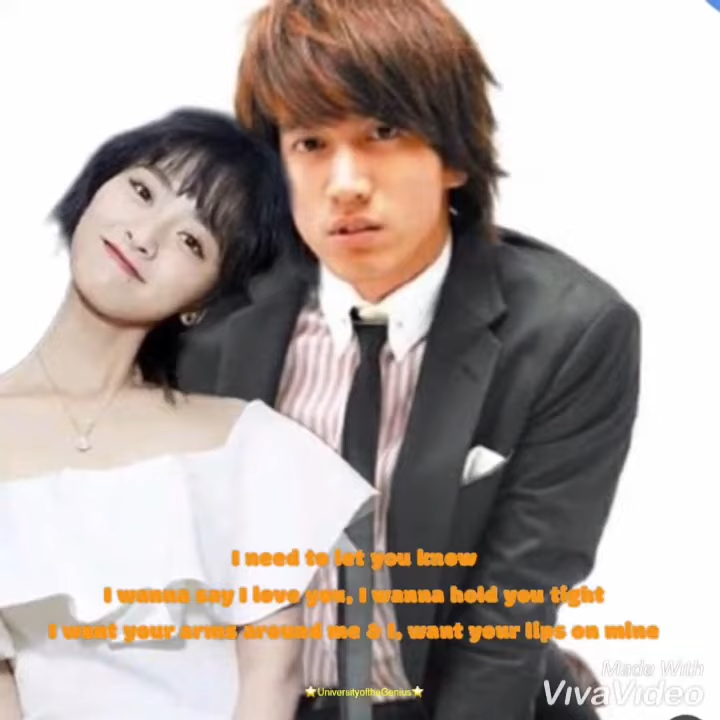 I need to let you know
I wanna say I love you, I wanna hold you tight
I want your arms around me & I, want your lips on mine
⭐UniversityoftheGenius⭐
Made With
VivaVideo